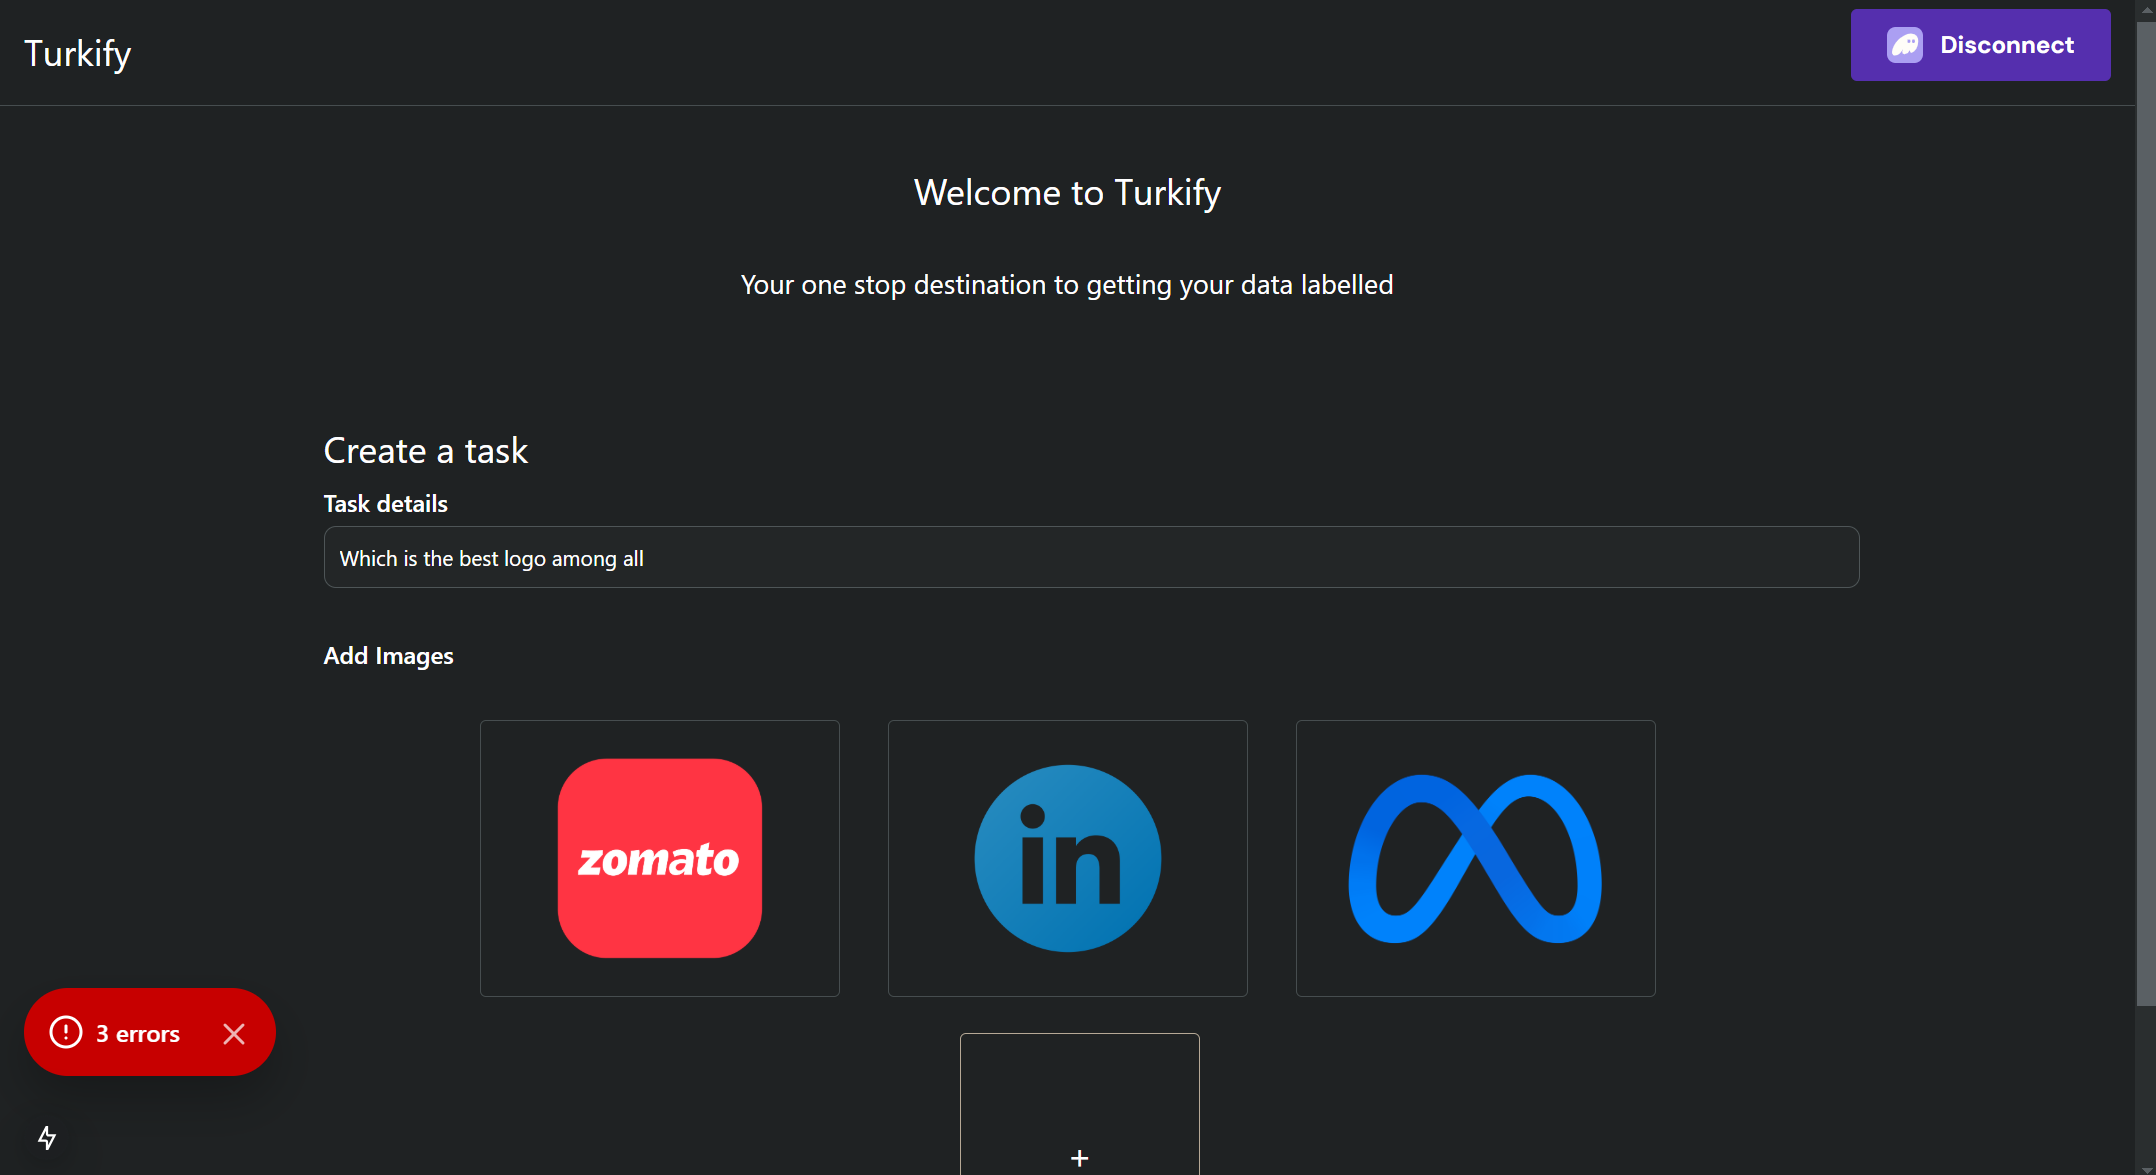 Turkify
Disconnect
Welcome to Turkify
Your one stop destination to getting your data labelled
Create a task
Task details
Which is the best logo among all
Add Images
zomato
in
3 errors
+